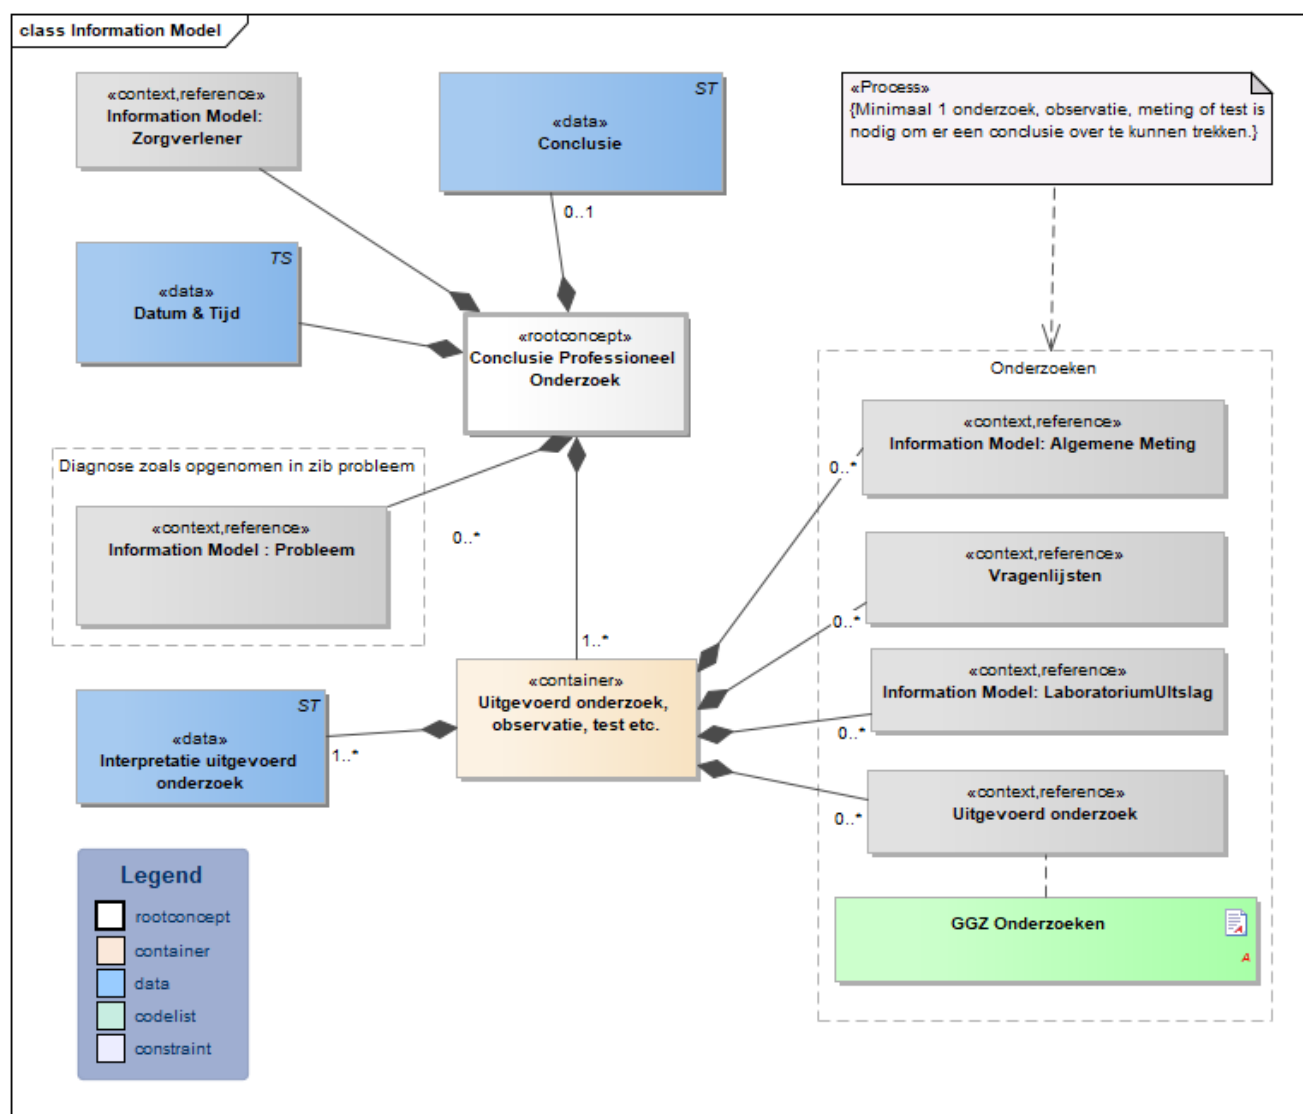 class Information Model
«context,reference»
Information Model:
Zorgverlener
ST
«data»
Conclusie
«Process»
{Minimaal 1 onderzoek, observatie, meting of test is
nodig om er een conclusie over te kunnen trekken.}
0..1
TS
«data»
Datum & Tijd
«rootconcept»
Conclusie Professioneel
Onderzoek
Onderzoeken
«context,reference»
Information Model: Algemene Meting
0..*
Diagnose zoals opgenomen in zib probleem
«context,reference»
Information Model : Probleem
0..*
«context,reference»
Vragenlijsten
0..*
1..*
«container»
Uitgevoerd onderzoek,
observatie, test etc.
«context,reference»
Information Model: LaboratoriumUItslag
0..*
ST
«data»
Interpretatie uitgevoerd
onderzoek
1..*
«context,reference»
Uitgevoerd onderzoek
0..*
GGZ Onderzoeken
A
Legend
rootconcept
container
data
codelist
constraint